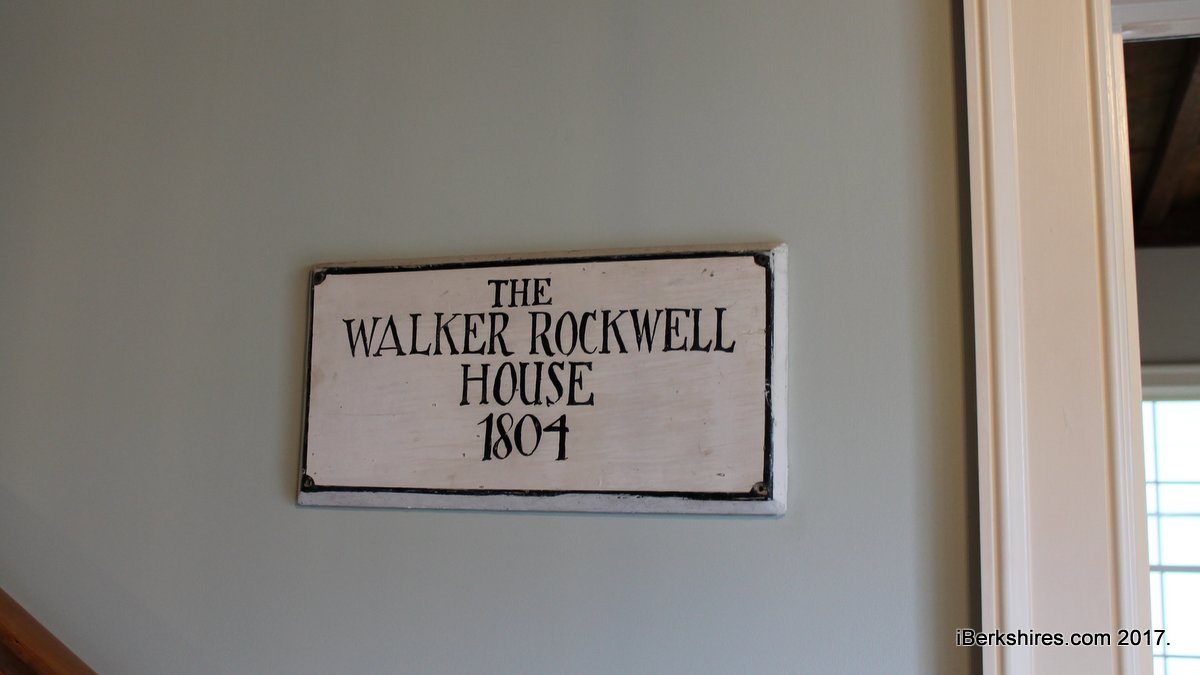 THE
WALKER ROCKWELL
HOUSE
1804
iBerkshires.com 2017.